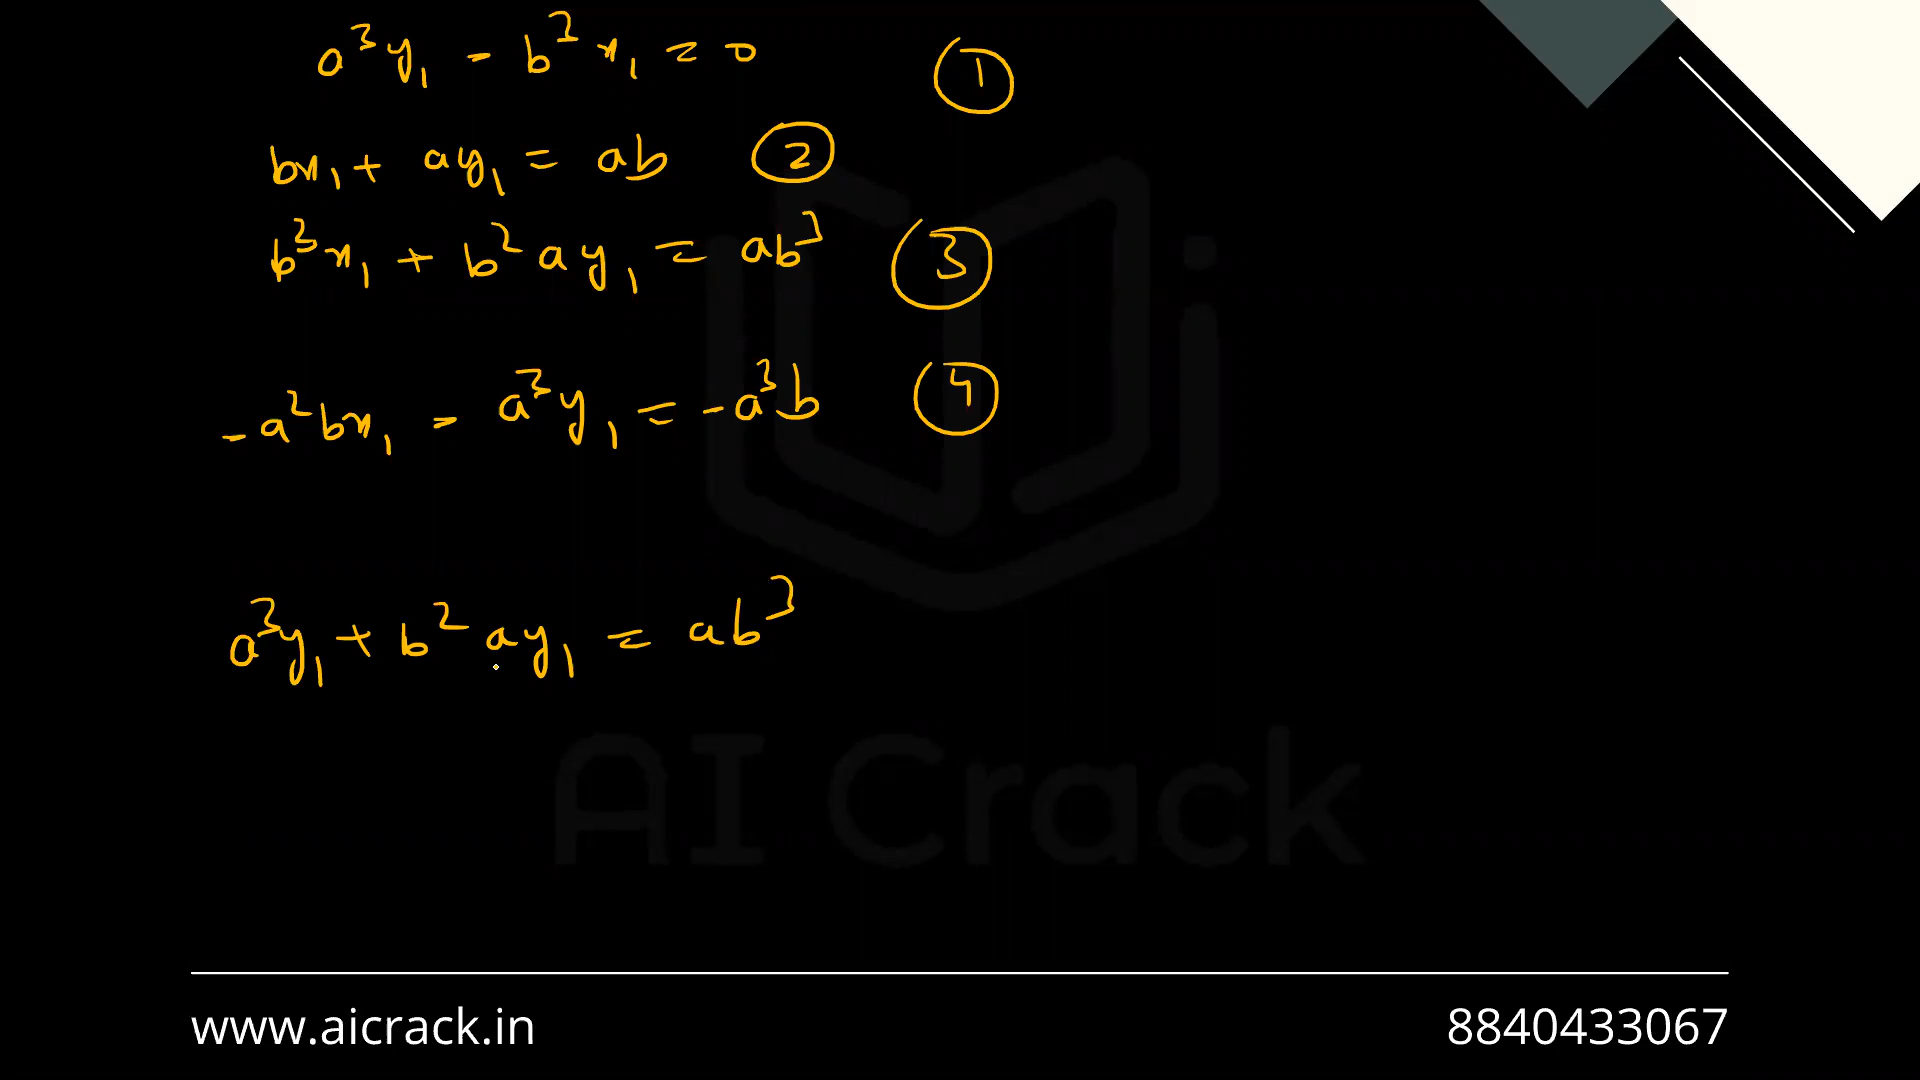 a³y₁ - b³x₁ = 0 ①
bx₁ + ay₁ = ab ②
b³x₁ + b²ay₁ = ab³ ③
-a²bx₁ - a³y₁ = -a³b ④
a³y₁ + b²ay₁ = ab³
AI Crack
www.aicrack.in
8840433067